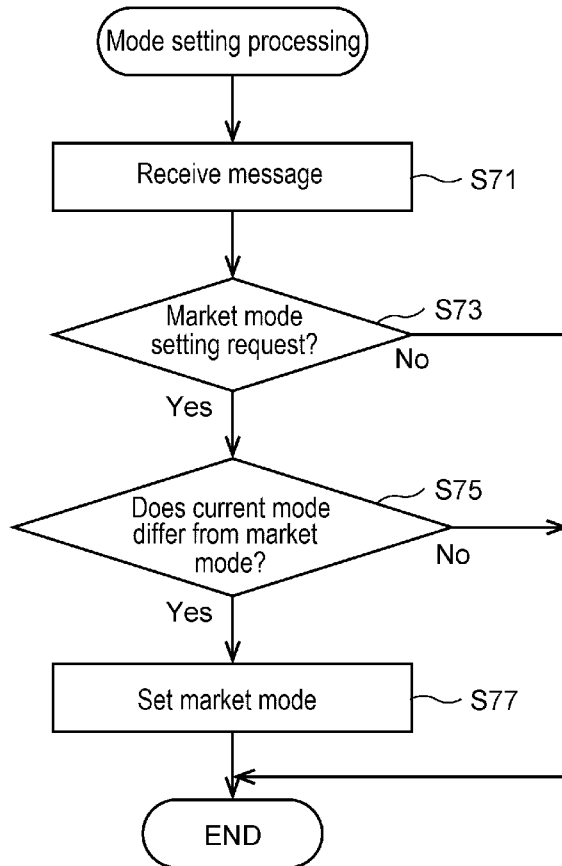 Mode setting processing
Receive message
S71
Market mode
setting request?
S73
No
Yes
Does current mode
differ from market
mode?
S75
No
Yes
Set market mode
S77
END